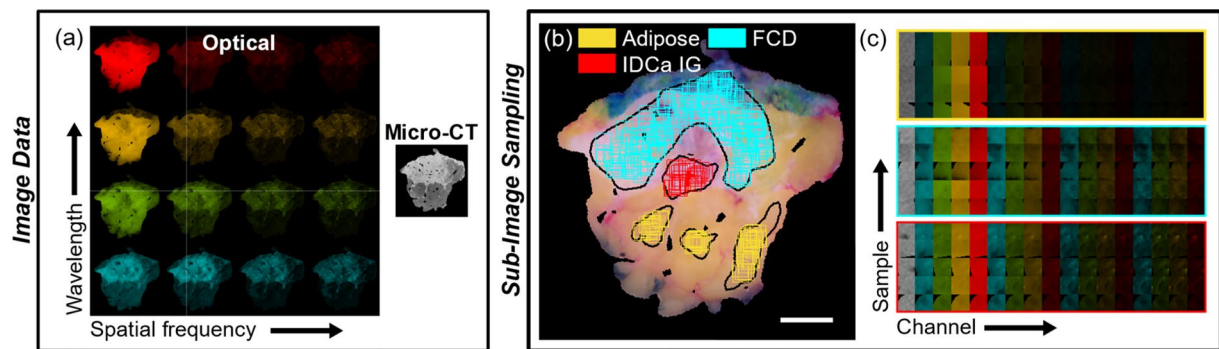 Image Data
(a)
Optical
Micro-CT
Wavelength
Spatial frequency
Sub-Image Sampling
(b)
Adipose
FCD
IDCa IG
(c)
Sample
Channel